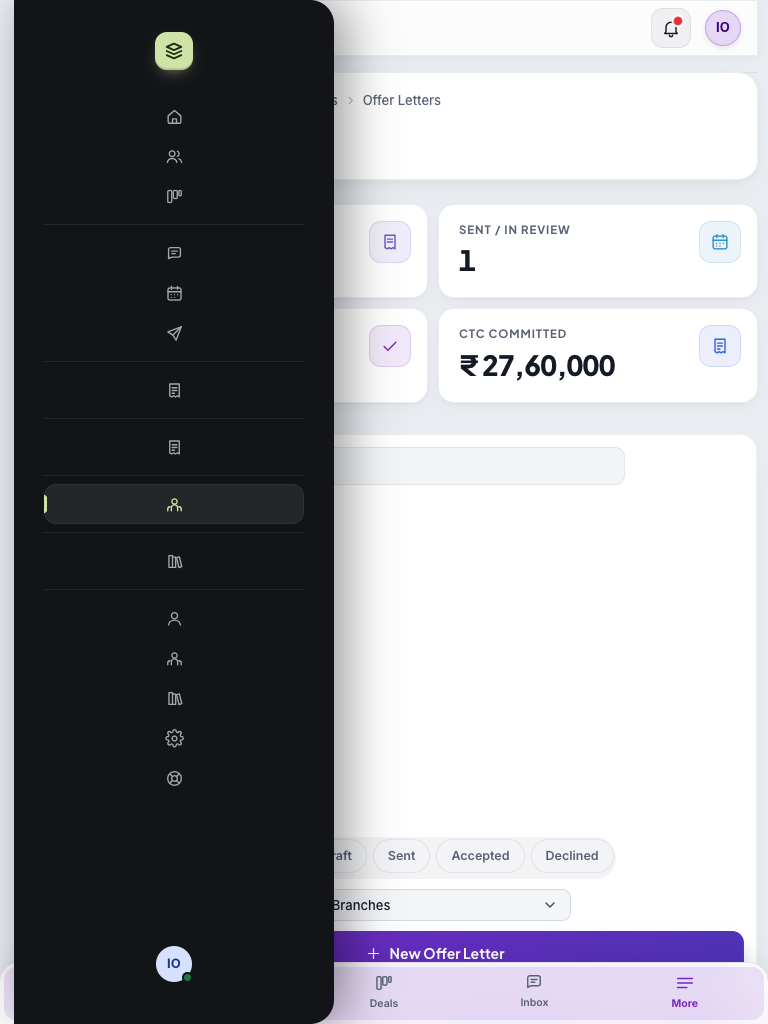 IO
Offer Letters
SENT / IN REVIEW
1
CTC COMMITTED
₹ 27,60,000
Sent
Accepted
Declined
Branches
+ New Offer Letter
IO
Deals
Inbox
More